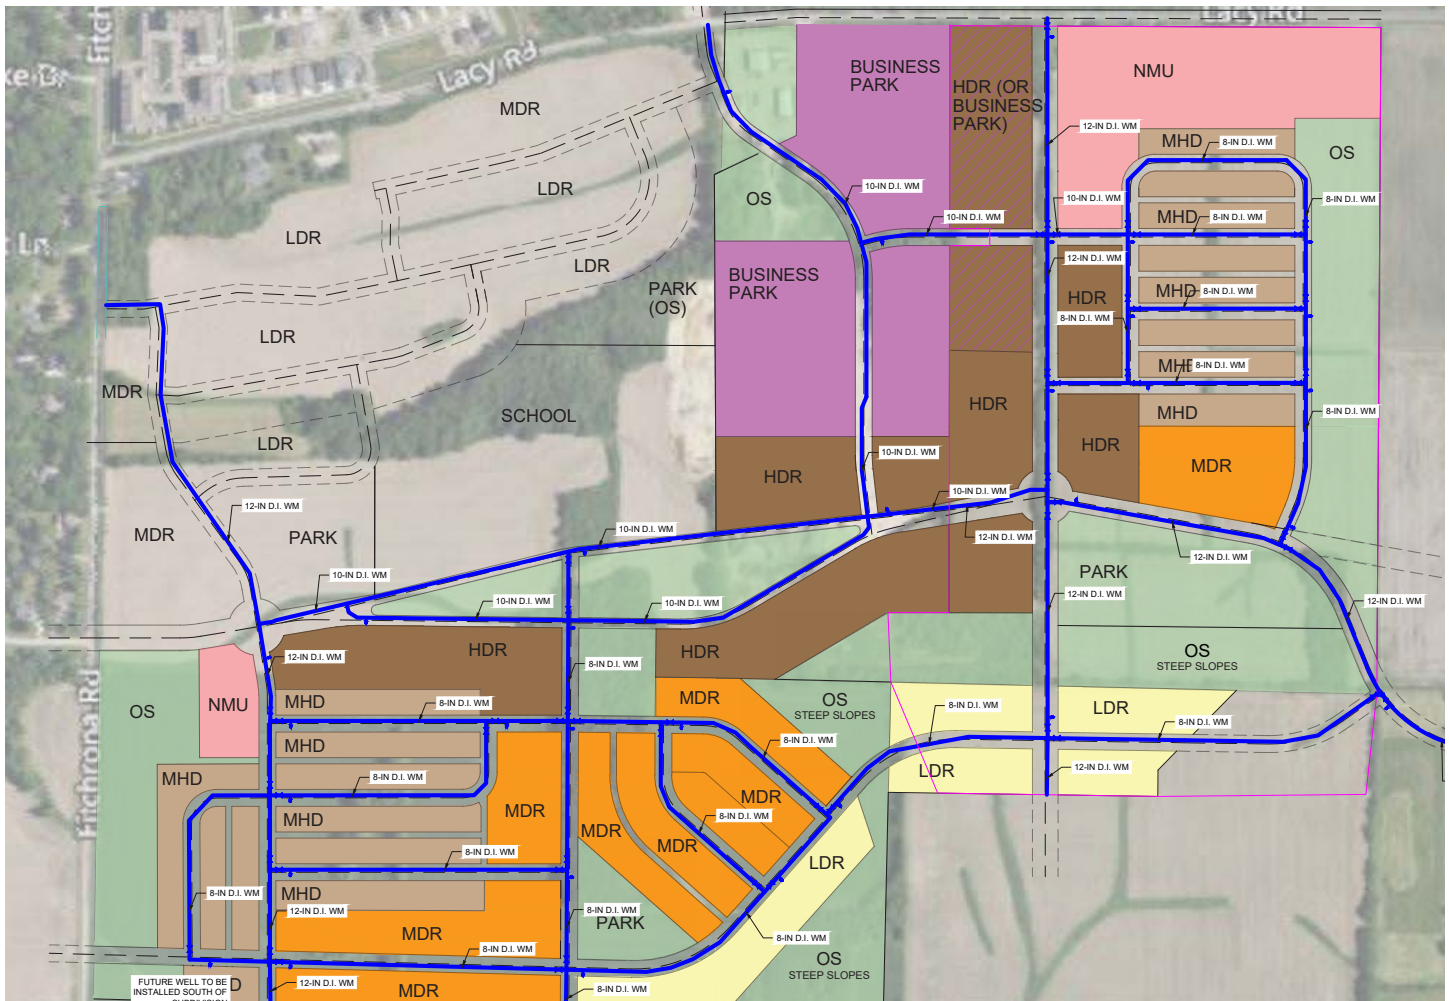 Lacy Rd
Fitch
ke Dr
Lacy Rd
MDR
BUSINESS
PARK
HDR (OR
BUSINESS
PARK)
NMU
12-IN D.I. WM
MHD
8-IN D.I. WM
OS
LDR
OS
10-IN D.I. WM
10-IN D.I. WM
10-IN D.I. WM
MHD
8-IN D.I. WM
8-IN D.I. WM
LDR
Ln
LDR
BUSINESS
PARK
PARK
(OS)
12-IN D.I. WM
HDR
MHD
8-IN D.I. WM
8-IN D.I. WM
LDR
MHD
8-IN D.I. WM
MDR
SCHOOL
HDR
MHD
8-IN D.I. WM
LDR
HDR
MDR
10-IN D.I. WM
HDR
10-IN D.I. WM
12-IN D.I. WM
MDR
PARK
10-IN D.I. WM
12-IN D.I. WM
12-IN D.I. WM
10-IN D.I. WM
PARK
12-IN D.I. WM
10-IN D.I. WM
10-IN D.I. WM
12-IN D.I. WM
HDR
12-IN D.I. WM
8-IN D.I. WM
HDR
OS
STEEP SLOPES
Fitchrona Rd
OS
NMU
MHD
8-IN D.I. WM
MDR
OS
STEEP SLOPES
8-IN D.I. WM
LDR
8-IN D.I. WM
MHD
8-IN D.I. WM
MHD
8-IN D.I. WM
LDR
12-IN D.I. WM
MDR
MDR
MHD
MDR
8-IN D.I. WM
MDR
8-IN D.I. WM
LDR
8-IN D.I. WM
MHD
12-IN D.I. WM
8-IN D.I. WM
PARK
MDR
8-IN D.I. WM
8-IN D.I. WM
OS
STEEP SLOPES
FUTURE WELL TO BE
INSTALLED SOUTH OF
SUBDIVISION
D
12-IN D.I. WM
MDR
8-IN D.I. WM